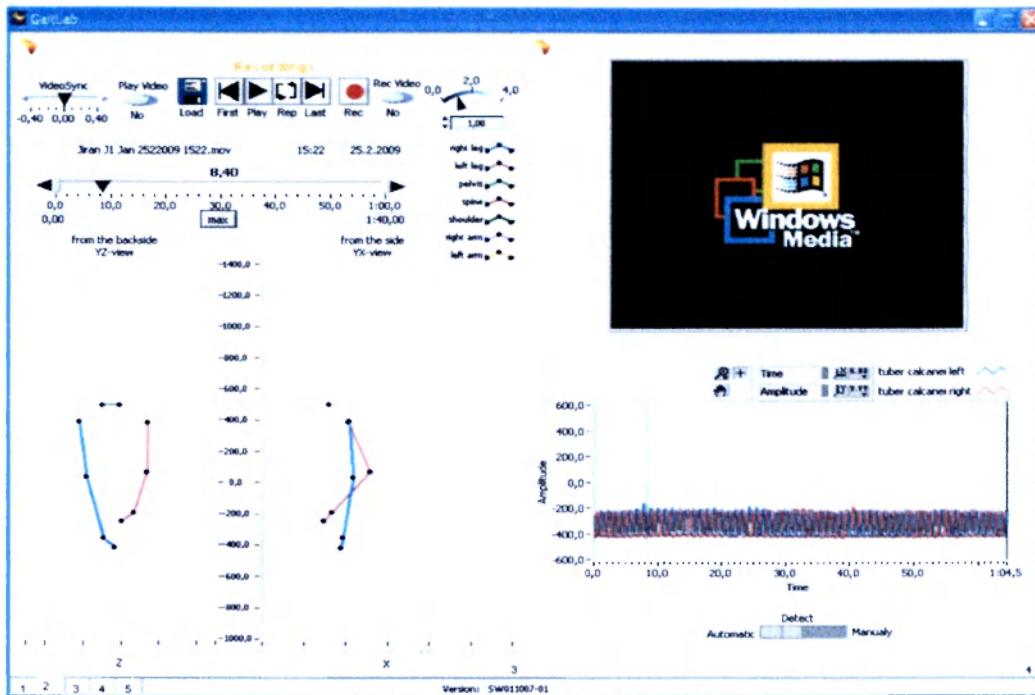 GaitLab
Recordings
VideoSync
Play Video
Rec Video
0,0 2,0 4,0
-0,40 0,00 0,40
No
Load First Play Rep Last Rec
No
1,00
Jiran J1 Jan 2522009 1522.mov 15:22 25.2.2009
8,40
0,0 10,0 20,0 30,0 50,0 1:00,0
0,00 max 1:40,00
right leg
left leg
pelvis
spine
shoulder
right arm
left arm
from the backside
YZ-view
from the side
YX-view
-1400,0
-1200,0
-1000,0
-800,0
-600,0
-400,0
-200,0
0,0
-200,0
-400,0
-600,0
-800,0
-1000,0
Z X 3
Windows
Media
Time tuber calcanei left
Amplitude tuber calcanei right
600,0
400,0
200,0
0,0
-200,0
-400,0
-600,0
Amplitude
0,0 10,0 20,0 30,0 40,0 50,0 1:04,5
Time
Detect
Automatic Manualy
4
1 2 3 4 5
Version: SW011007-01